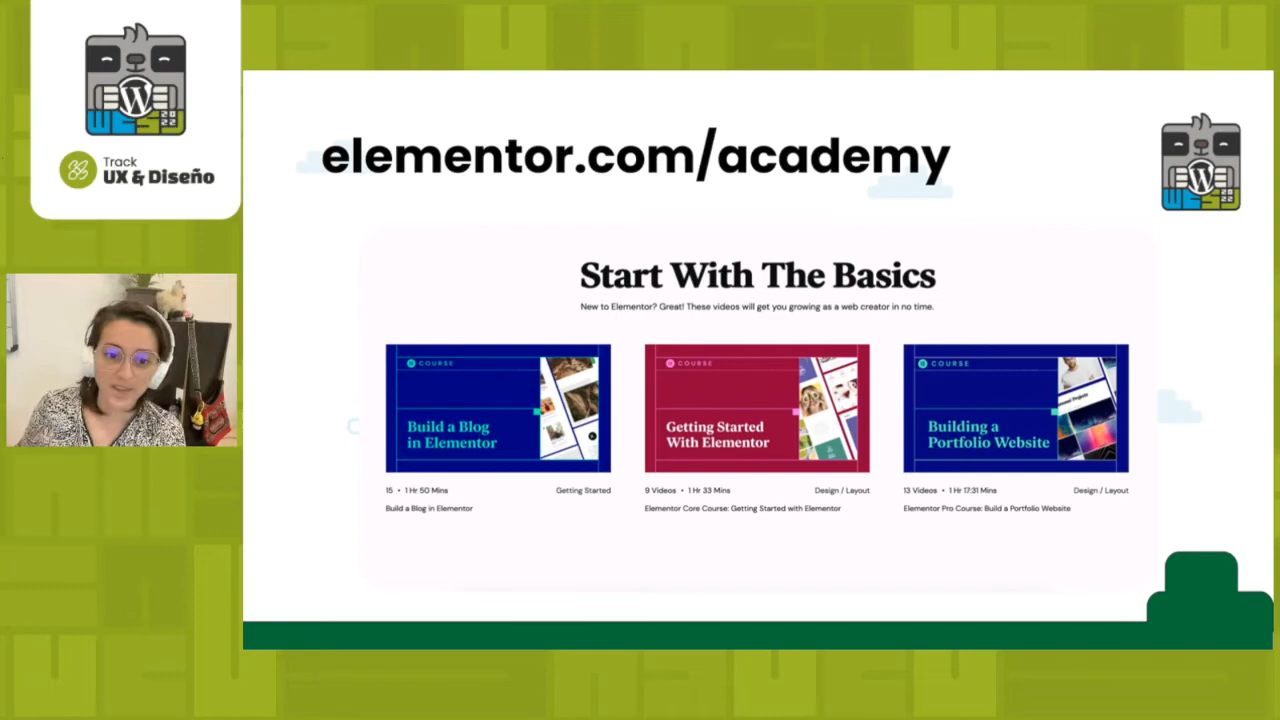 WCSJ
2022
Track
UX & Diseño
elementor.com/academy
WCSJ
2022
Start With The Basics
New to Elementor? Great! These videos will get you growing as a web creator in no time.
COURSE
Build a Blog
in Elementor
15 • 1 Hr 50 Mins
Getting Started
Build a Blog in Elementor
COURSE
Getting Started
With Elementor
9 Videos • 1 Hr 33 Mins
Design / Layout
Elementor Core Course: Getting Started with Elementor
COURSE
Building a
Portfolio Website
13 Videos • 1 Hr 17:31 Mins
Design / Layout
Elementor Pro Course: Build a Portfolio Website